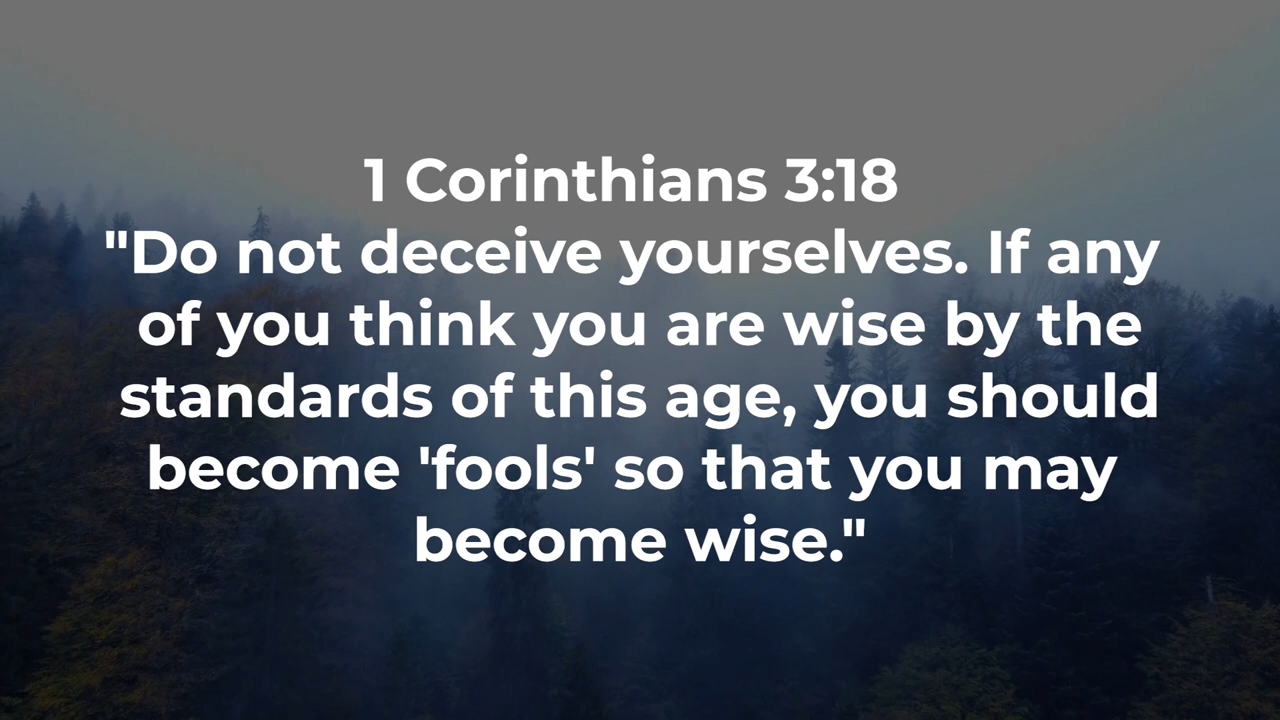 1 Corinthians 3:18
"Do not deceive yourselves. If any
of you think you are wise by the
standards of this age, you should
become 'fools' so that you may
become wise."